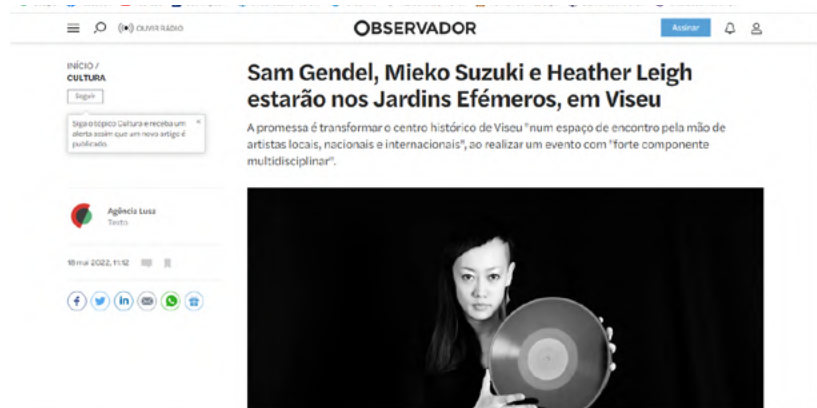 OUVIR RÁDIO
OBSERVADOR
Assinar
INÍCIO /
CULTURA
Seguir
Siga o tópico Cultura e receba um
alerta assim que um novo artigo é
publicado.
×
Sam Gendel, Mieko Suzuki e Heather Leigh
estarão nos Jardins Efémeros, em Viseu
A promessa é transformar o centro histórico de Viseu "num espaço de encontro pela mão de
artistas locais, nacionais e internacionais", ao realizar um evento com "forte componente
multidisciplinar".
Agência Lusa
Texto
18 mai 2022, 11:12